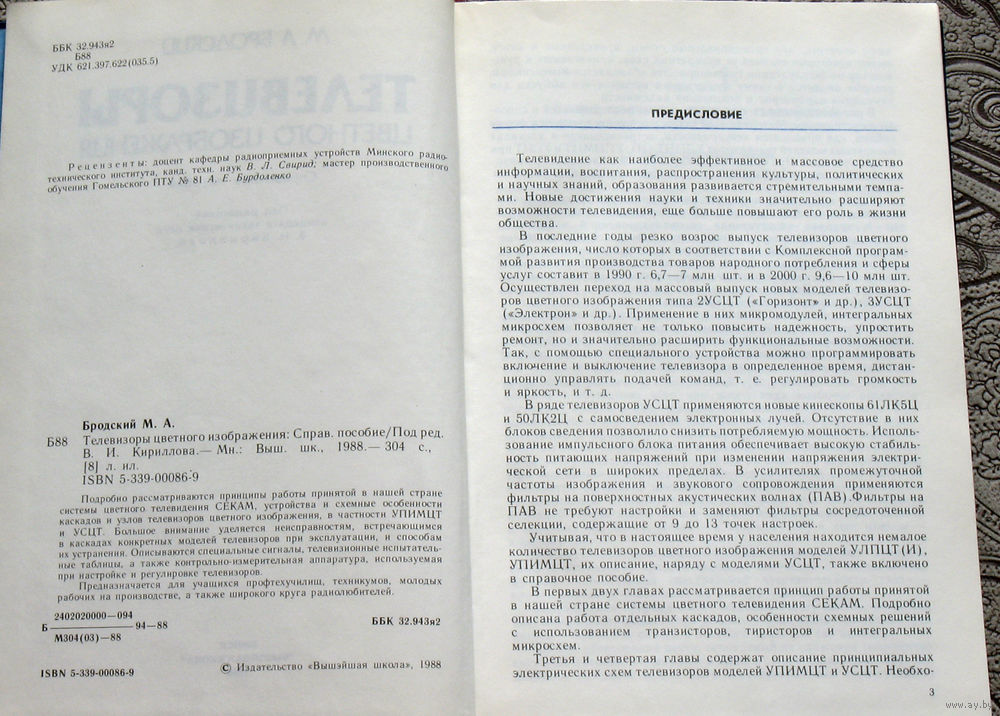 ББК 32.943я2
Б88
УДК 621.397.622(035.5)
Рецензенты: доцент кафедры радиоприемных устройств Минского радио-
технического института, канд. техн. наук В. Л. Свирид; мастер производственного
обучения Гомельского ПТУ № 81 А. Е. Бурдоленко
Бродский М. А.
Б88 Телевизоры цветного изображения: Справ. пособие/Под ред.
В. И. Кириллова.— Мн.: Выш. шк., 1988.— 304 с.,
[8] л. ил.
ISBN 5-339-00086-9
Подробно рассматриваются принципы работы принятой в нашей стране
системы цветного телевидения СЕКАМ, устройства и схемные особенности
каскадов и узлов телевизоров цветного изображения, в частности УПИМЦТ
и УСЦТ. Большое внимание уделяется неисправностям, встречающимся
в каскадах конкретных моделей телевизоров при эксплуатации, и способам
их устранения. Описываются специальные сигналы, телевизионные испытатель-
ные таблицы, а также контрольно-измерительная аппаратура, используемая
при настройке и регулировке телевизоров.
Предназначается для учащихся профтехучилищ, техникумов, молодых
рабочих на производстве, а также широкого круга радиолюбителей.
2402020000—094
Б ———— 94—88
М304(03)—88
ББК 32.943я2
ISBN 5-339-00086-9
© Издательство «Вышэйшая школа», 1988
ПРЕДИСЛОВИЕ
Телевидение как наиболее эффективное и массовое средство
информации, воспитания, распространения культуры, политических
и научных знаний, образования развивается стремительными темпа-
ми. Новые достижения науки и техники значительно расширяют
возможности телевидения, еще больше повышают его роль в жизни
общества.
В последние годы резко возрос выпуск телевизоров цветного
изображения, число которых в соответствии с Комплексной програм-
мой развития производства товаров народного потребления и сферы
услуг составит в 1990 г. 6,7—7 млн шт. и в 2000 г. 9,6—10 млн шт.
Осуществлен переход на массовый выпуск новых моделей телевизо-
ров цветного изображения типа 2УСЦТ («Горизонт» и др.), 3УСЦТ
(«Электрон» и др.). Применение в них микромодулей, интегральных
микросхем позволяет не только повысить надежность, упростить
ремонт, но и значительно расширить функциональные возможности.
Так, с помощью специального устройства можно программировать
включение и выключение телевизора в определенное время, дистан-
ционно управлять подачей команд, т. е. регулировать громкость
и яркость, и т. д.
В ряде телевизоров УСЦТ применяются новые кинескопы 61ЛК5Ц
и 50ЛК2Ц с самосведением электронных лучей. Отсутствие в них
блоков сведения позволило снизить потребляемую мощность. Исполь-
зование импульсного блока питания обеспечивает высокую стабиль-
ность питающих напряжений при изменении напряжения электри-
ческой сети в широких пределах. В усилителях промежуточной
частоты изображения и звукового сопровождения применяются
фильтры на поверхностных акустических волнах (ПАВ).Фильтры на
ПАВ не требуют настройки и заменяют фильтры сосредоточенной
селекции, содержащие от 9 до 13 точек настроек.
Учитывая, что в настоящее время у населения находится немалое
количество телевизоров цветного изображения моделей УЛПЦТ(И),
УПИМЦТ, их описание, наряду с моделями УСЦТ, также включено
в справочное пособие.
В первых двух главах рассматривается принцип работы принятой
в нашей стране системы цветного телевидения СЕКАМ. Подробно
описана работа отдельных каскадов, особенности схемных решений
с использованием транзисторов, тиристоров и интегральных
микросхем.
Третья и четвертая главы содержат описание принципиальных
электрических схем телевизоров моделей УПИМЦТ и УСЦТ. Необхо-
3
www.ay.by